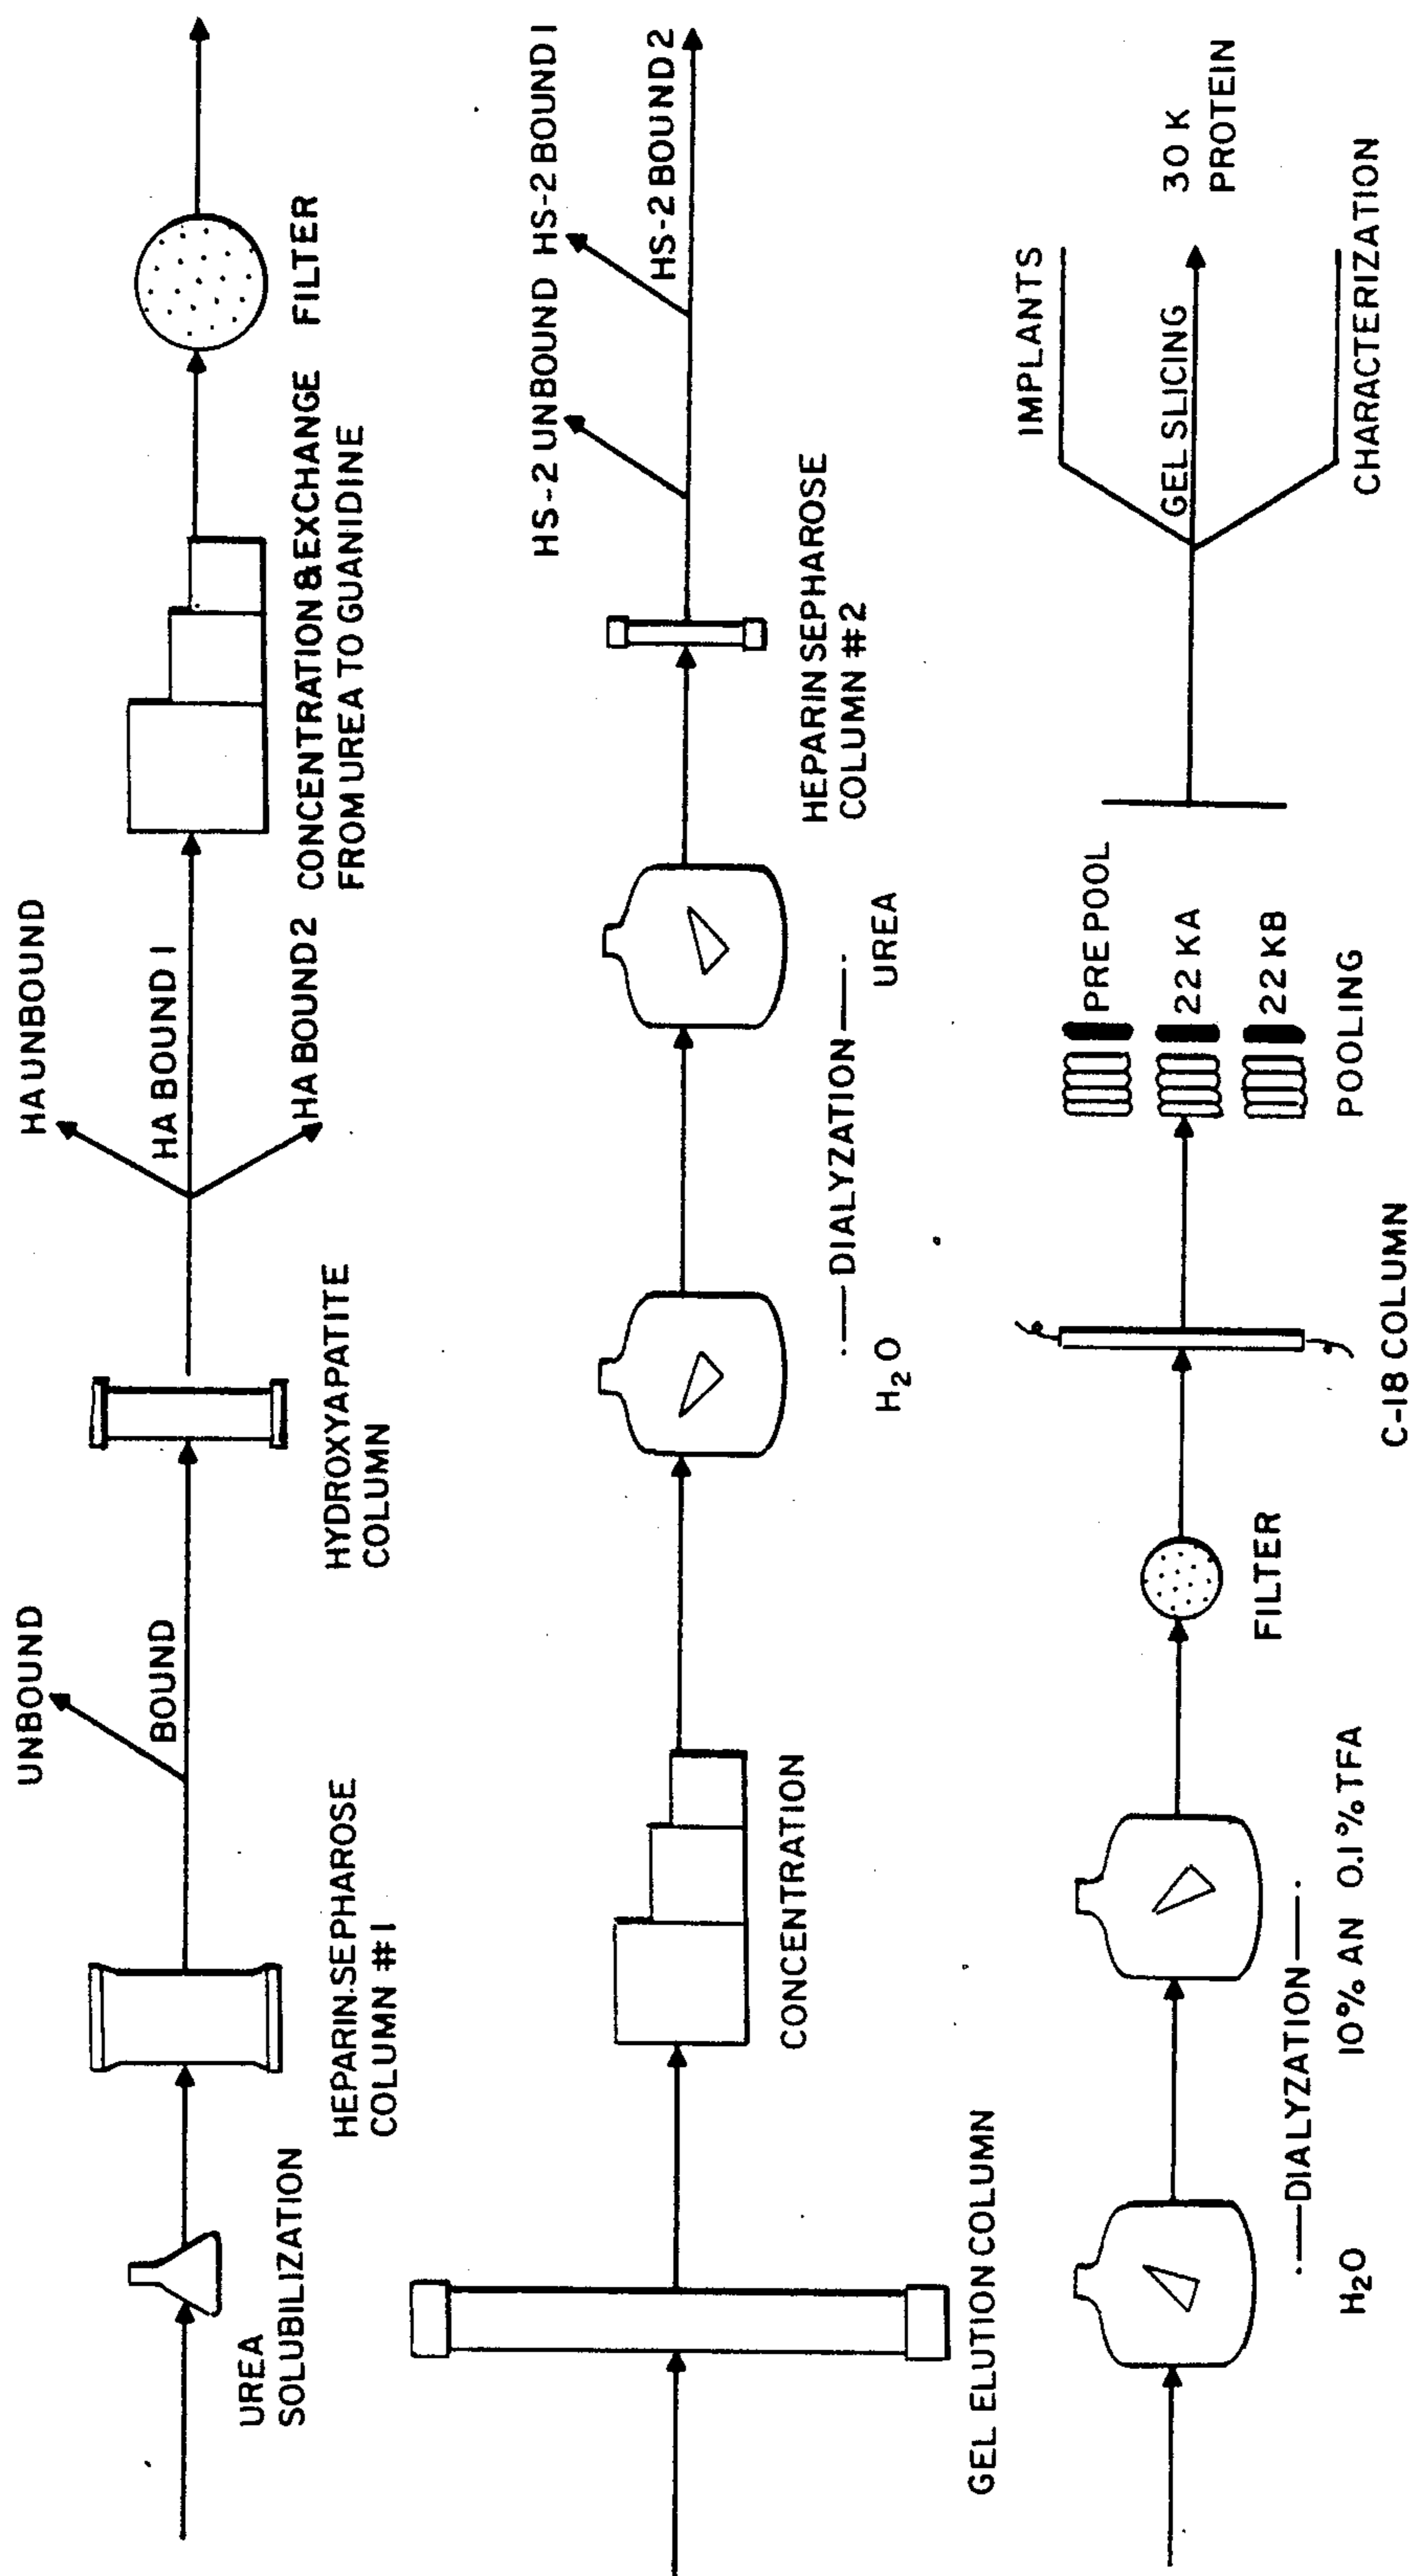 UREA
SOLUBILIZATION
HEPARIN-SEPHAROSE
COLUMN #1
UNBOUND
BOUND
HYDROXYAPATITE
COLUMN
HA UNBOUND
HA BOUND 1
HA BOUND 2
CONCENTRATION & EXCHANGE
FROM UREA TO GUANIDINE
FILTER
GEL ELUTION COLUMN
CONCENTRATION
H2O
DIALYZATION
UREA
HEPARIN SEPHAROSE
COLUMN #2
HS-2 UNBOUND
HS-2 BOUND 1
HS-2 BOUND 2
H2O
DIALYZATION
10% AN 0.1% TFA
FILTER
C-18 COLUMN
PRE POOL
22 KA
22 KB
POOLING
IMPLANTS
GEL SLICING
30 K
PROTEIN
CHARACTERIZATION